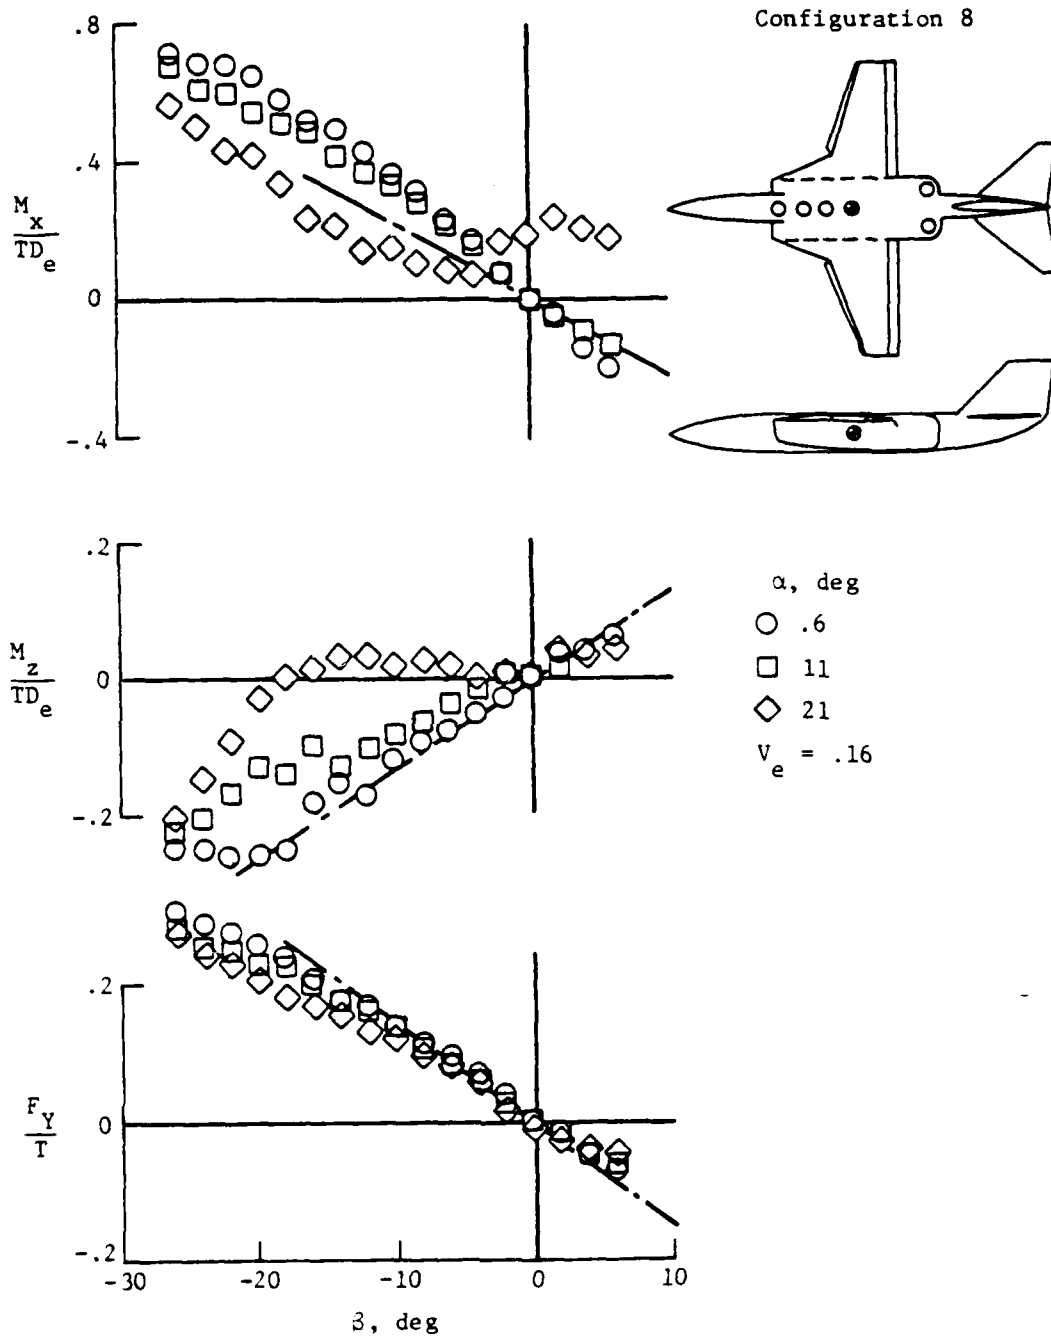 Configuration 8
.8
.4
0
-.4
M_x
TD_e
.2
0
-.2
M_z
TD_e
α, deg
○ .6
□ 11
◇ 21
V_e = .16
.2
0
-.2
F_Y
T
-30 -20 -10 0 10
β, deg